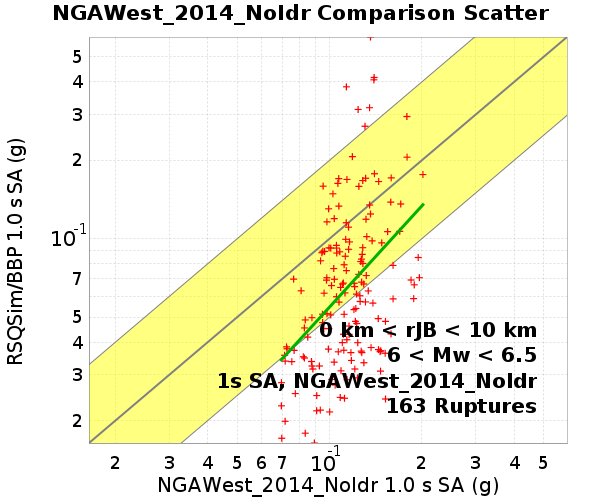 NGAWest_2014_NoIdr Comparison Scatter
RSQSim/BBP 1.0 s SA (g)
5
4
3
2
10-1
7
5
4
3
2
0 km < rJB < 10 km
6 < Mw < 6.5
1s SA, NGAWest_2014_NoIdr
163 Ruptures
2 3 4 5 6 7 10-1 2 3 4 5
NGAWest_2014_NoIdr 1.0 s SA (g)